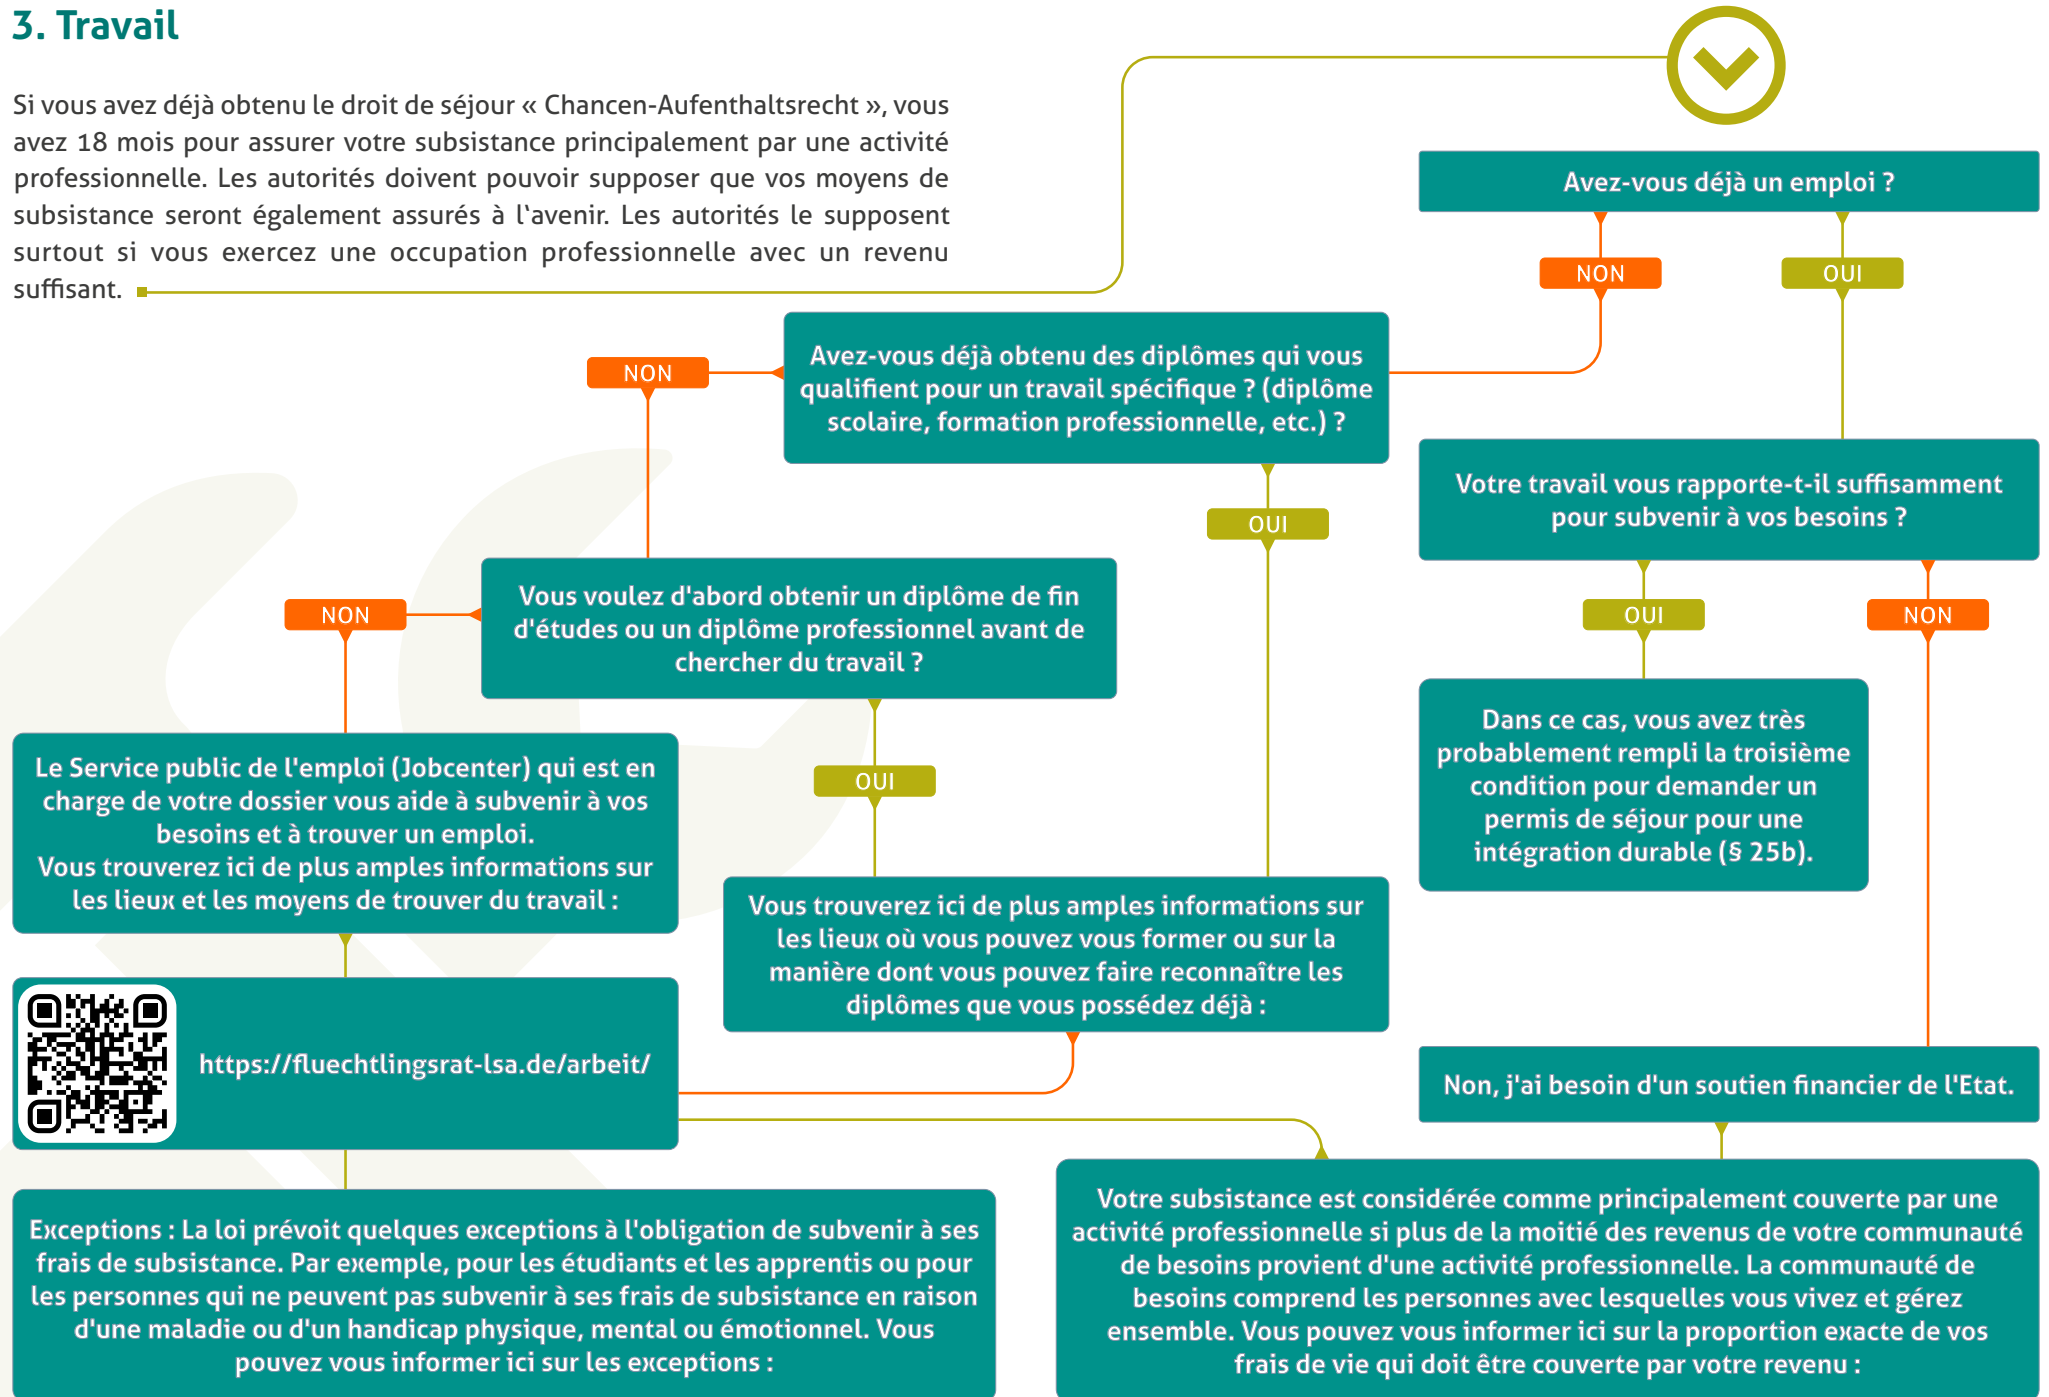 3. Travail
Si vous avez déjà obtenu le droit de séjour « Chancen-Aufenthaltsrecht », vous
avez 18 mois pour assurer votre subsistance principalement par une activité
professionnelle. Les autorités doivent pouvoir supposer que vos moyens de
subsistance seront également assurés à l‛avenir. Les autorités le supposent
surtout si vous exercez une occupation professionnelle avec un revenu
suffisant.
Avez-vous déjà un emploi ?
NON
OUI
Avez-vous déjà obtenu des diplômes qui vous
qualifient pour un travail spécifique ? (diplôme
scolaire, formation professionnelle, etc.) ?
NON
OUI
Votre travail vous rapporte-t-il suffisamment
pour subvenir à vos besoins ?
OUI
NON
Vous voulez d'abord obtenir un diplôme de fin
d'études ou un diplôme professionnel avant de
chercher du travail ?
NON
OUI
Dans ce cas, vous avez très
probablement rempli la troisième
condition pour demander un
permis de séjour pour une
intégration durable (§ 25b).
Le Service public de l'emploi (Jobcenter) qui est en
charge de votre dossier vous aide à subvenir à vos
besoins et à trouver un emploi.
Vous trouverez ici de plus amples informations sur
les lieux et les moyens de trouver du travail :
Vous trouverez ici de plus amples informations sur
les lieux où vous pouvez vous former ou sur la
manière dont vous pouvez faire reconnaître les
diplômes que vous possédez déjà :
https://fluechtlingsrat-lsa.de/arbeit/
Non, j'ai besoin d'un soutien financier de l'Etat.
Exceptions : La loi prévoit quelques exceptions à l'obligation de subvenir à ses
frais de subsistance. Par exemple, pour les étudiants et les apprentis ou pour
les personnes qui ne peuvent pas subvenir à ses frais de subsistance en raison
d'une maladie ou d'un handicap physique, mental ou émotionnel. Vous
pouvez vous informer ici sur les exceptions :
Votre subsistance est considérée comme principalement couverte par une
activité professionnelle si plus de la moitié des revenus de votre communauté
de besoins provient d'une activité professionnelle. La communauté de
besoins comprend les personnes avec lesquelles vous vivez et gérez
ensemble. Vous pouvez vous informer ici sur la proportion exacte de vos
frais de vie qui doit être couverte par votre revenu :